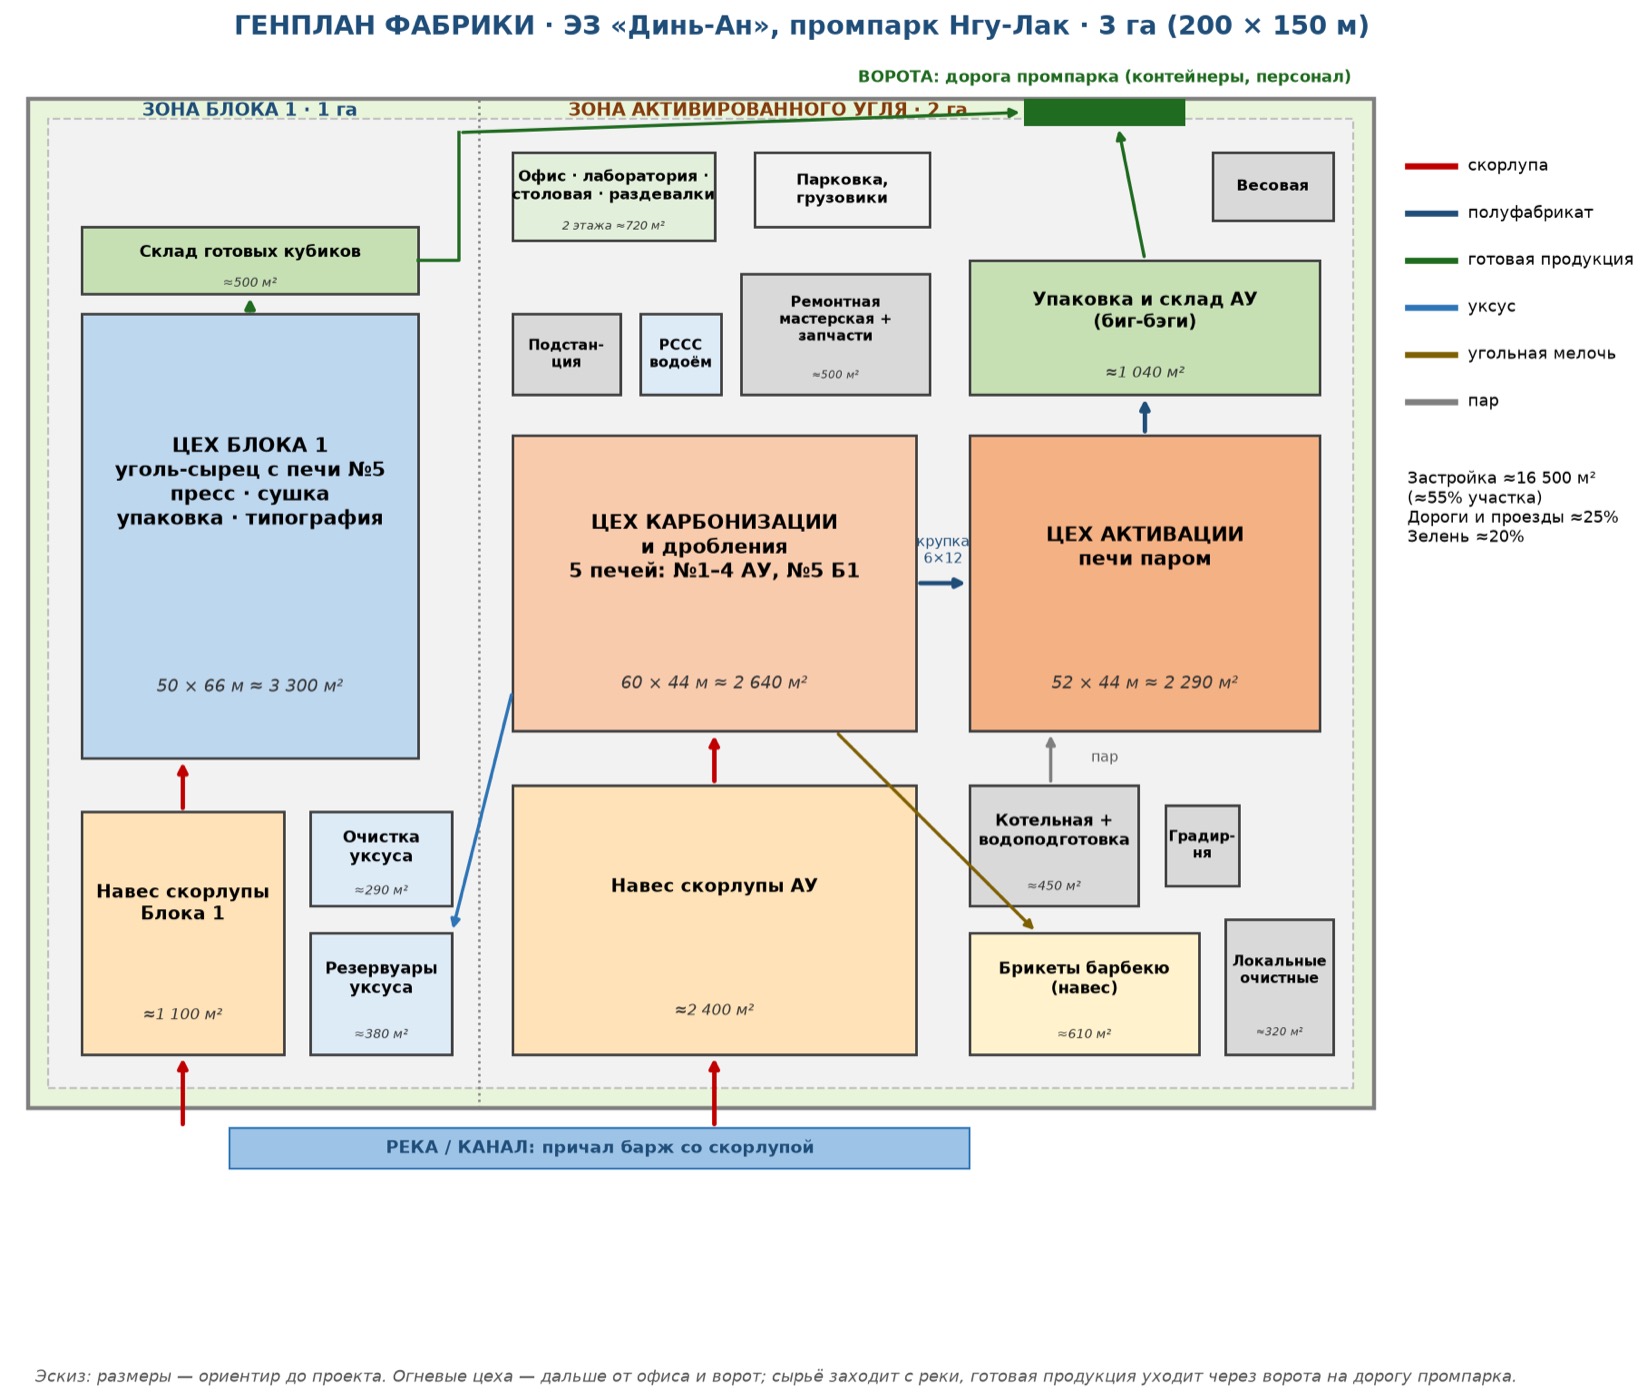 ГЕНПЛАН ФАБРИКИ · ЭЗ «Динь-Ан», промпарк Нгу-Лак · 3 га (200 × 150 м)
ВОРОТА: дорога промпарка (контейнеры, персонал)
ЗОНА БЛОКА 1 · 1 га
ЗОНА АКТИВИРОВАННОГО УГЛЯ · 2 га
Офис · лаборатория ·
столовая · раздевалки
2 этажа ≈720 м²
Парковка,
грузовики
Весовая
Склад готовых кубиков
≈500 м²
Подстан-
ция
РССС
водоём
Ремонтная
мастерская +
запчасти
≈500 м²
Упаковка и склад АУ
(биг-бэги)
≈1 040 м²
ЦЕХ БЛОКА 1
уголь-сырец с печи №5
пресс · сушка
упаковка · типография
50 × 66 м ≈ 3 300 м²
ЦЕХ КАРБОНИЗАЦИИ
и дробления
5 печей: №1–4 АУ, №5 Б1
60 × 44 м ≈ 2 640 м²
крупка
6×12
ЦЕХ АКТИВАЦИИ
печи паром
52 × 44 м ≈ 2 290 м²
пар
Навес скорлупы
Блока 1
≈1 100 м²
Очистка
уксуса
≈290 м²
Резервуары
уксуса
≈380 м²
Навес скорлупы АУ
≈2 400 м²
Котельная +
водоподготовка
≈450 м²
Градир-
ня
Брикеты барбекю
(навес)
≈610 м²
Локальные
очистные
≈320 м²
РЕКА / КАНАЛ: причал барж со скорлупой
скорлупа
полуфабрикат
готовая продукция
уксус
угольная мелочь
пар
Застройка ≈16 500 м²
(≈55% участка)
Дороги и проезды ≈25%
Зелень ≈20%
Эскиз: размеры — ориентир до проекта. Огневые цеха — дальше от офиса и ворот; сырьё заходит с реки, готовая продукция уходит через ворота на дорогу промпарка.